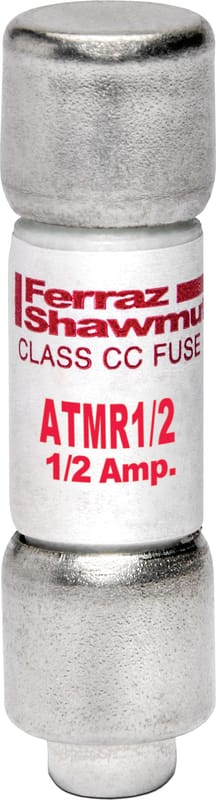 Ferraz
Shawmut
CLASS CC FUSE
ATMR1/2
1/2 Amp.